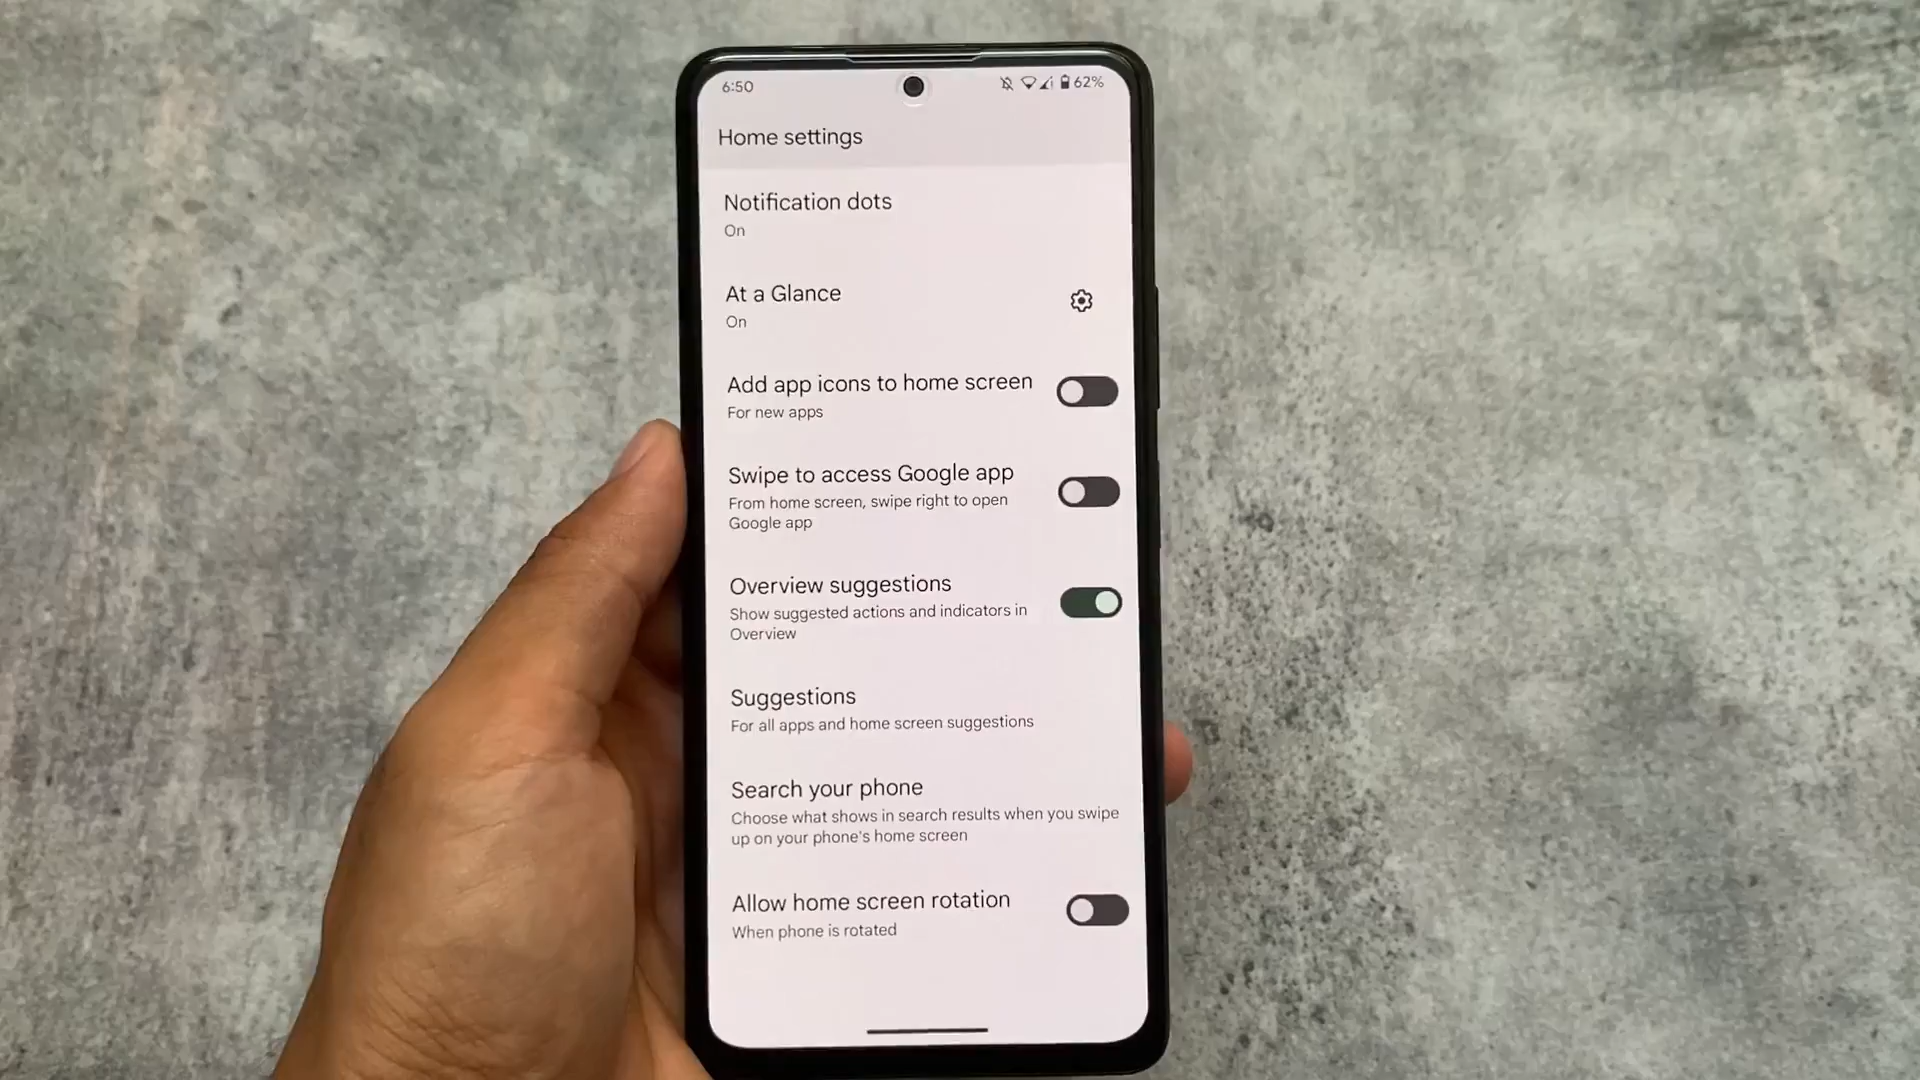 6:50
62%
Home settings
Notification dots
On
At a Glance
On
Add app icons to home screen
For new apps
Swipe to access Google app
From home screen, swipe right to open
Google app
Overview suggestions
Show suggested actions and indicators in
Overview
Suggestions
For all apps and home screen suggestions
Search your phone
Choose what shows in search results when you swipe
up on your phone's home screen
Allow home screen rotation
When phone is rotated